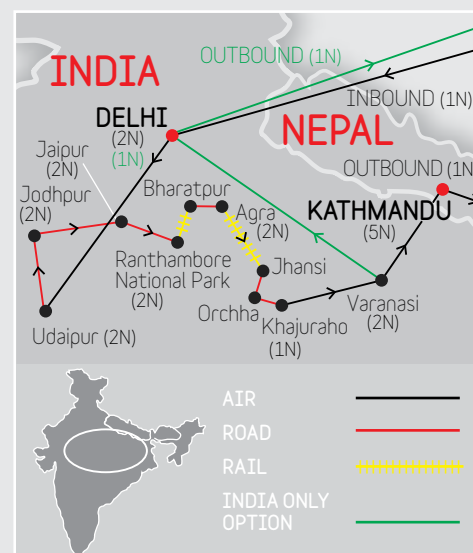 OUTBOUND (1N)
INDIA
INBOUND (1N)
DELHI
(2N)
(1N)
NEPAL
Jaipur
(2N)
OUTBOUND (1N)
Jodhpur
(2N)
Bharatpur
Agra
(2N)
KATHMANDU
(5N)
Ranthambore
National Park (2N)
Jhansi
Orchha
Varanasi
(2N)
Udaipur (2N)
Khajuraho
(1N)
AIR
ROAD
RAIL
INDIA ONLY
OPTION